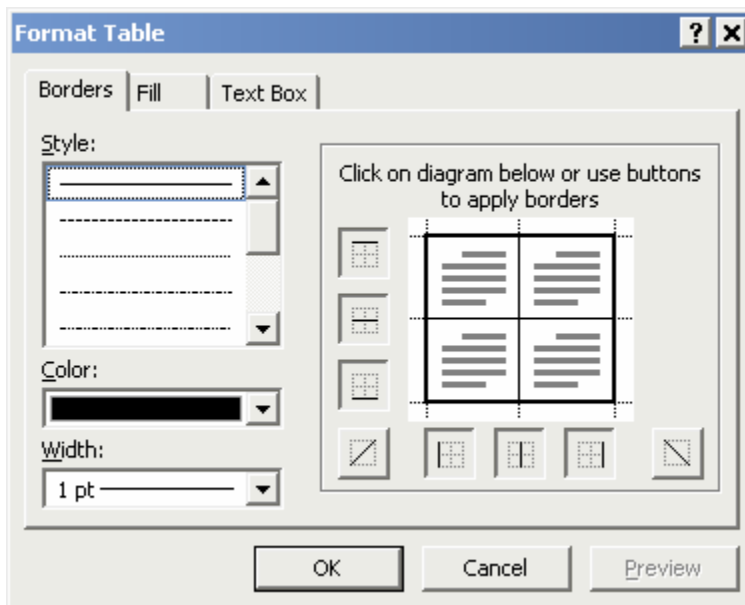 Format Table
Borders Fill Text Box
Style:
Click on diagram below or use buttons
to apply borders
Color:
Width:
1 pt
OK Cancel Preview